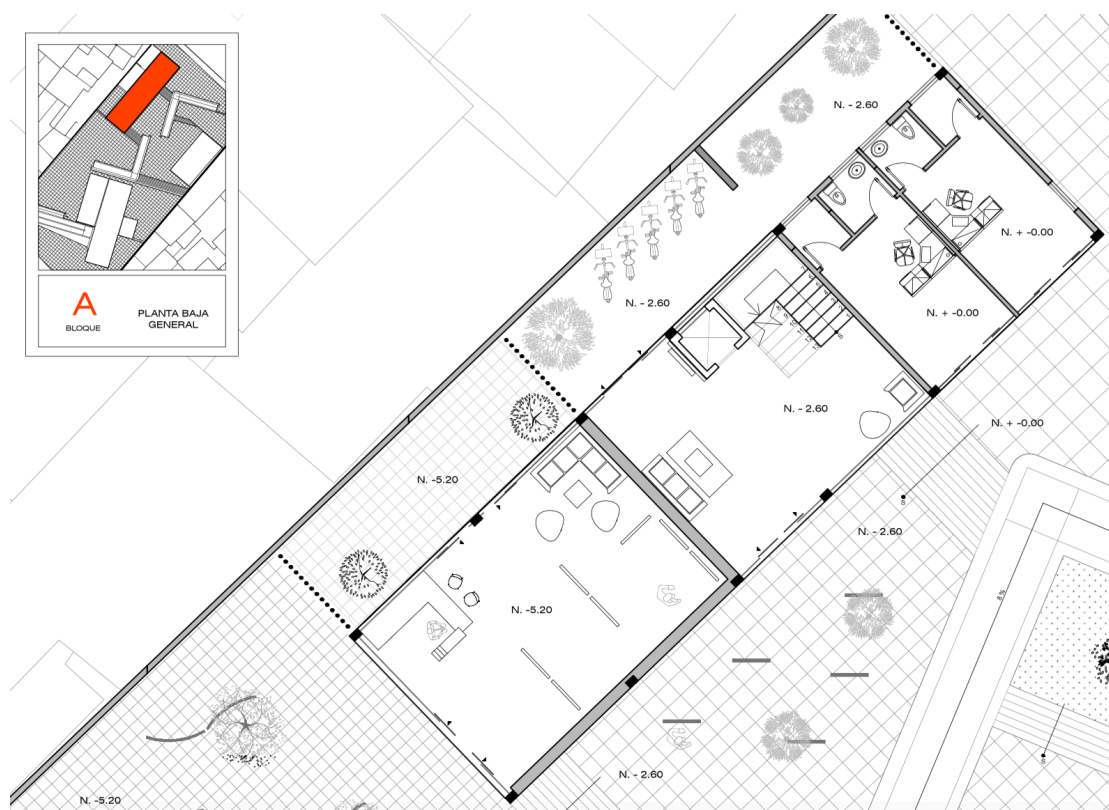 A
BLOQUE
PLANTA BAJA
GENERAL
N. - 2.60
N. + -0.00
N. - 2.60
N. + -0.00
N. - 2.60
N. + -0.00
N. -5.20
S
N. - 2.60
8%
N. -5.20
S
N. - 2.60
N. -5.20